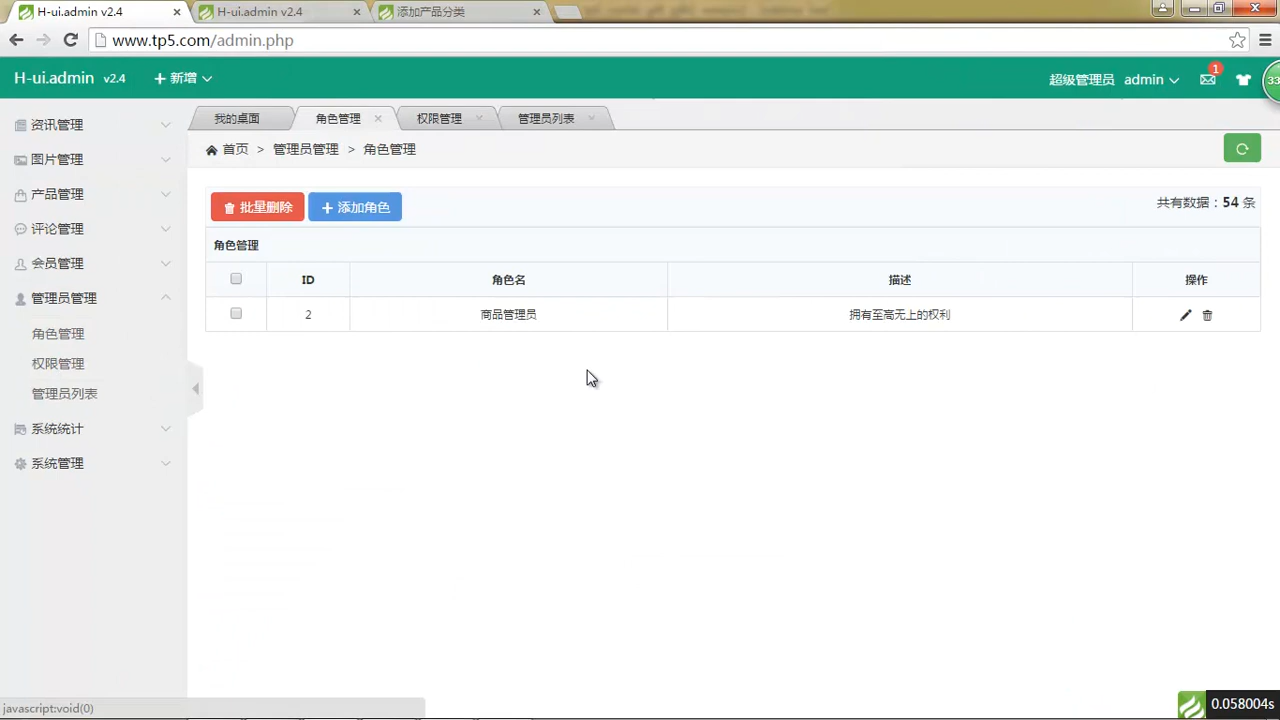 H-ui.admin v2.4
H-ui.admin v2.4
添加产品分类
www.tp5.com/admin.php
H-ui.admin v2.4
新增
超级管理员
admin
1
33
资讯管理
图片管理
产品管理
评论管理
会员管理
管理员管理
角色管理
权限管理
管理员列表
系统统计
系统管理
我的桌面
角色管理
权限管理
管理员列表
首页 > 管理员管理 > 角色管理
批量删除
添加角色
共有数据：54 条
角色管理
ID 角色名 描述 操作
2 商品管理员 拥有至高无上的权利
javascript:void(0)
0.058004s